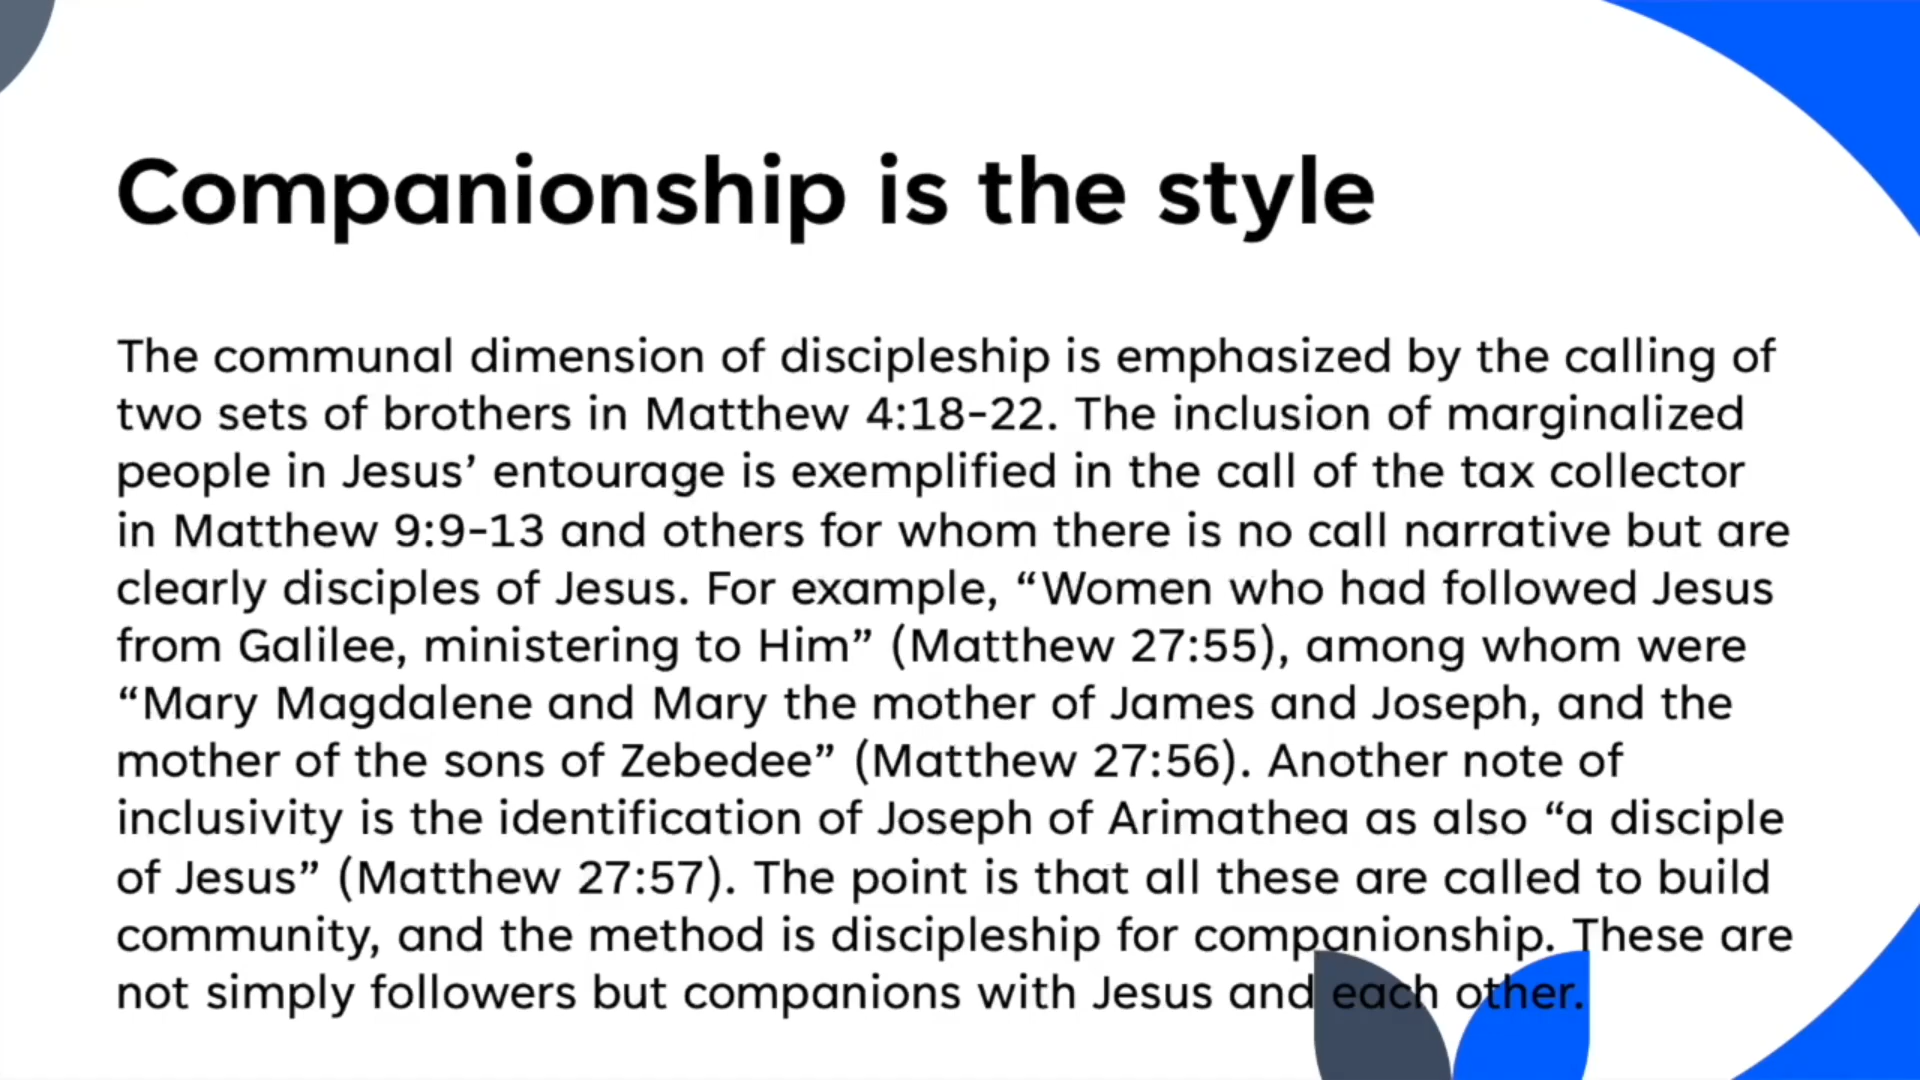 Companionship is the style
The communal dimension of discipleship is emphasized by the calling of
two sets of brothers in Matthew 4:18-22. The inclusion of marginalized
people in Jesus’ entourage is exemplified in the call of the tax collector
in Matthew 9:9-13 and others for whom there is no call narrative but are
clearly disciples of Jesus. For example, “Women who had followed Jesus
from Galilee, ministering to Him” (Matthew 27:55), among whom were
“Mary Magdalene and Mary the mother of James and Joseph, and the
mother of the sons of Zebedee” (Matthew 27:56). Another note of
inclusivity is the identification of Joseph of Arimathea as also “a disciple
of Jesus” (Matthew 27:57). The point is that all these are called to build
community, and the method is discipleship for companionship. These are
not simply followers but companions with Jesus and each other.